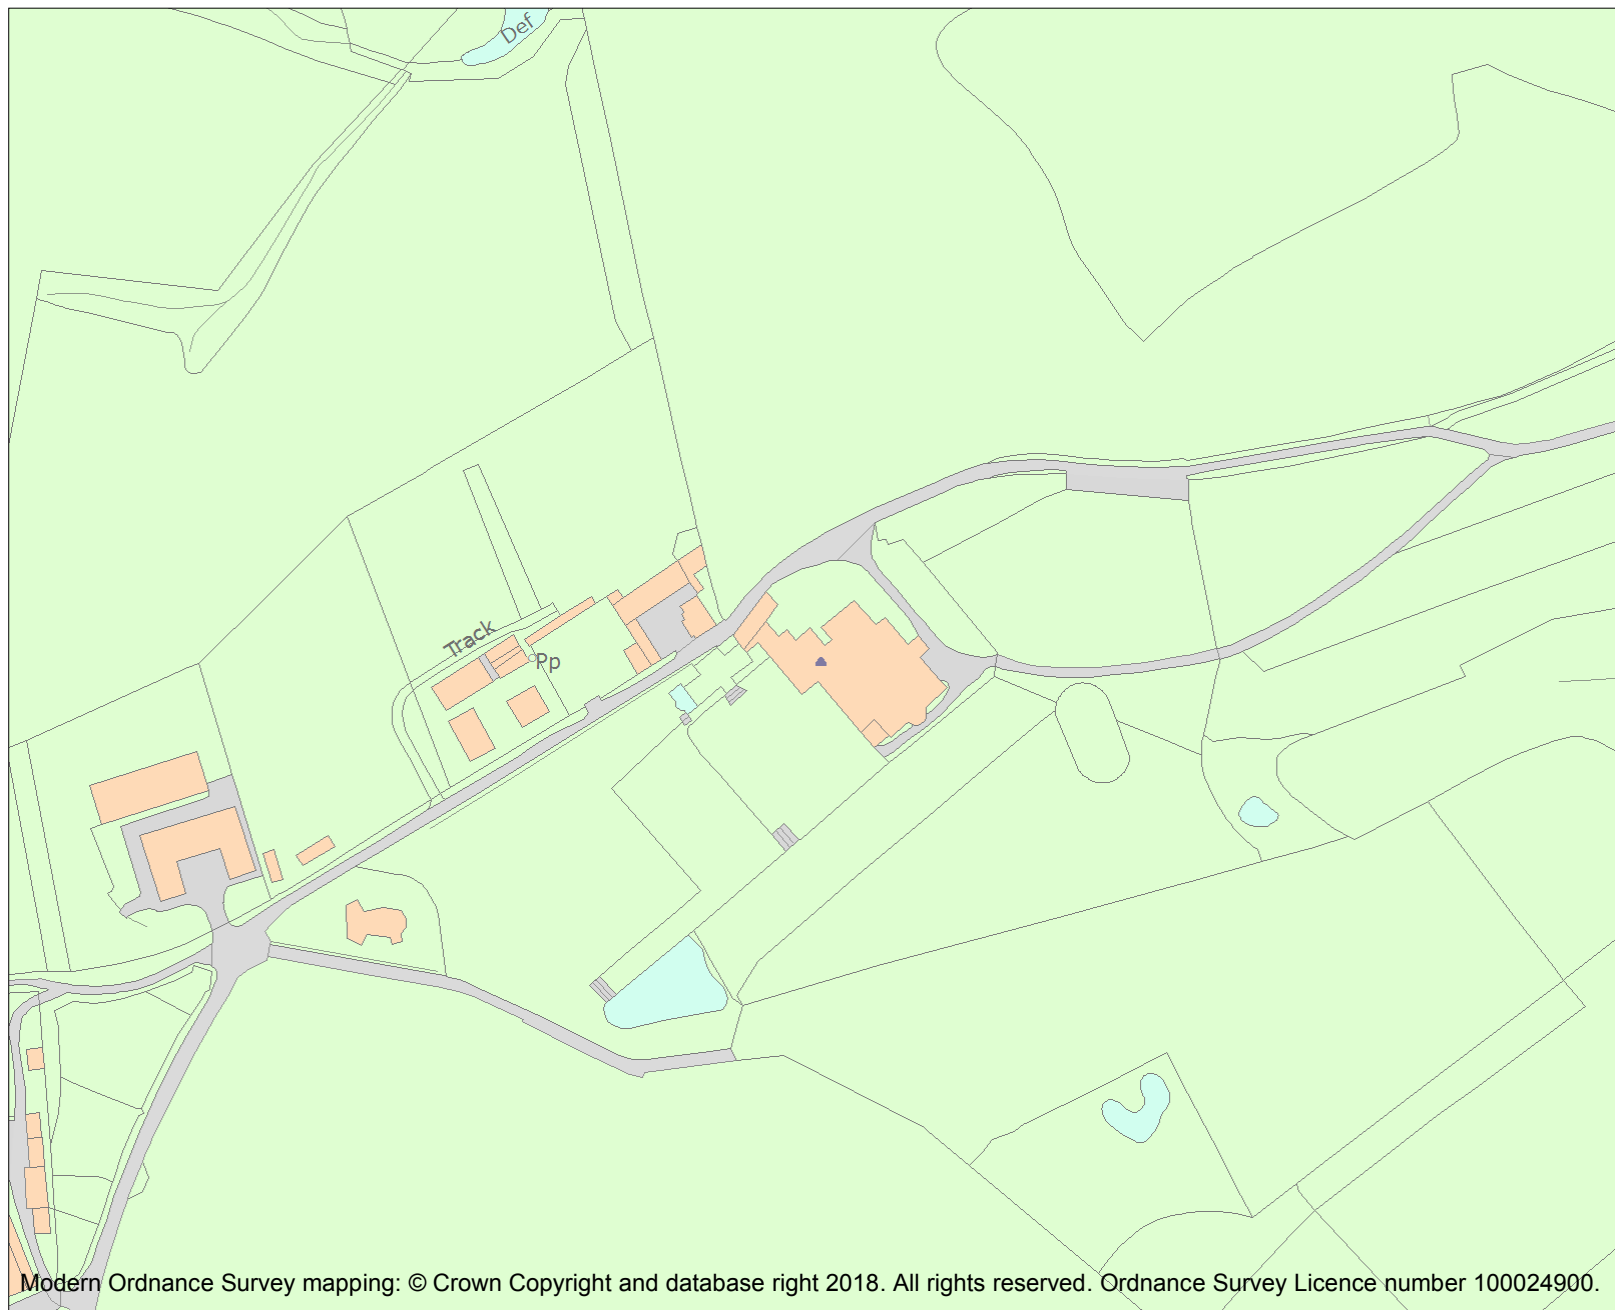 Def
Track
Pp
Modern Ordnance Survey mapping: © Crown Copyright and database right 2018. All rights reserved. Ordnance Survey Licence number 100024900.